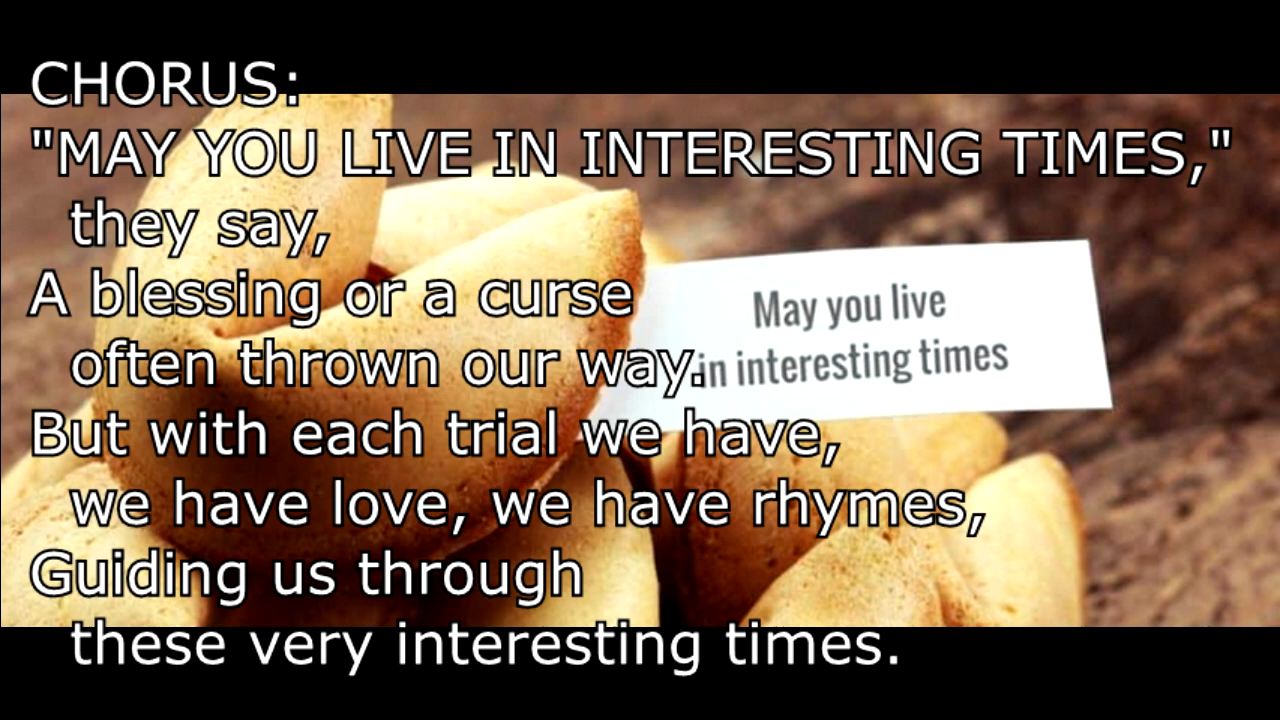 CHORUS:
"MAY YOU LIVE IN INTERESTING TIMES,"
they say,
A blessing or a curse
often thrown our way.
But with each trial we have,
we have love, we have rhymes,
Guiding us through
these very interesting times.
May you live
in interesting times